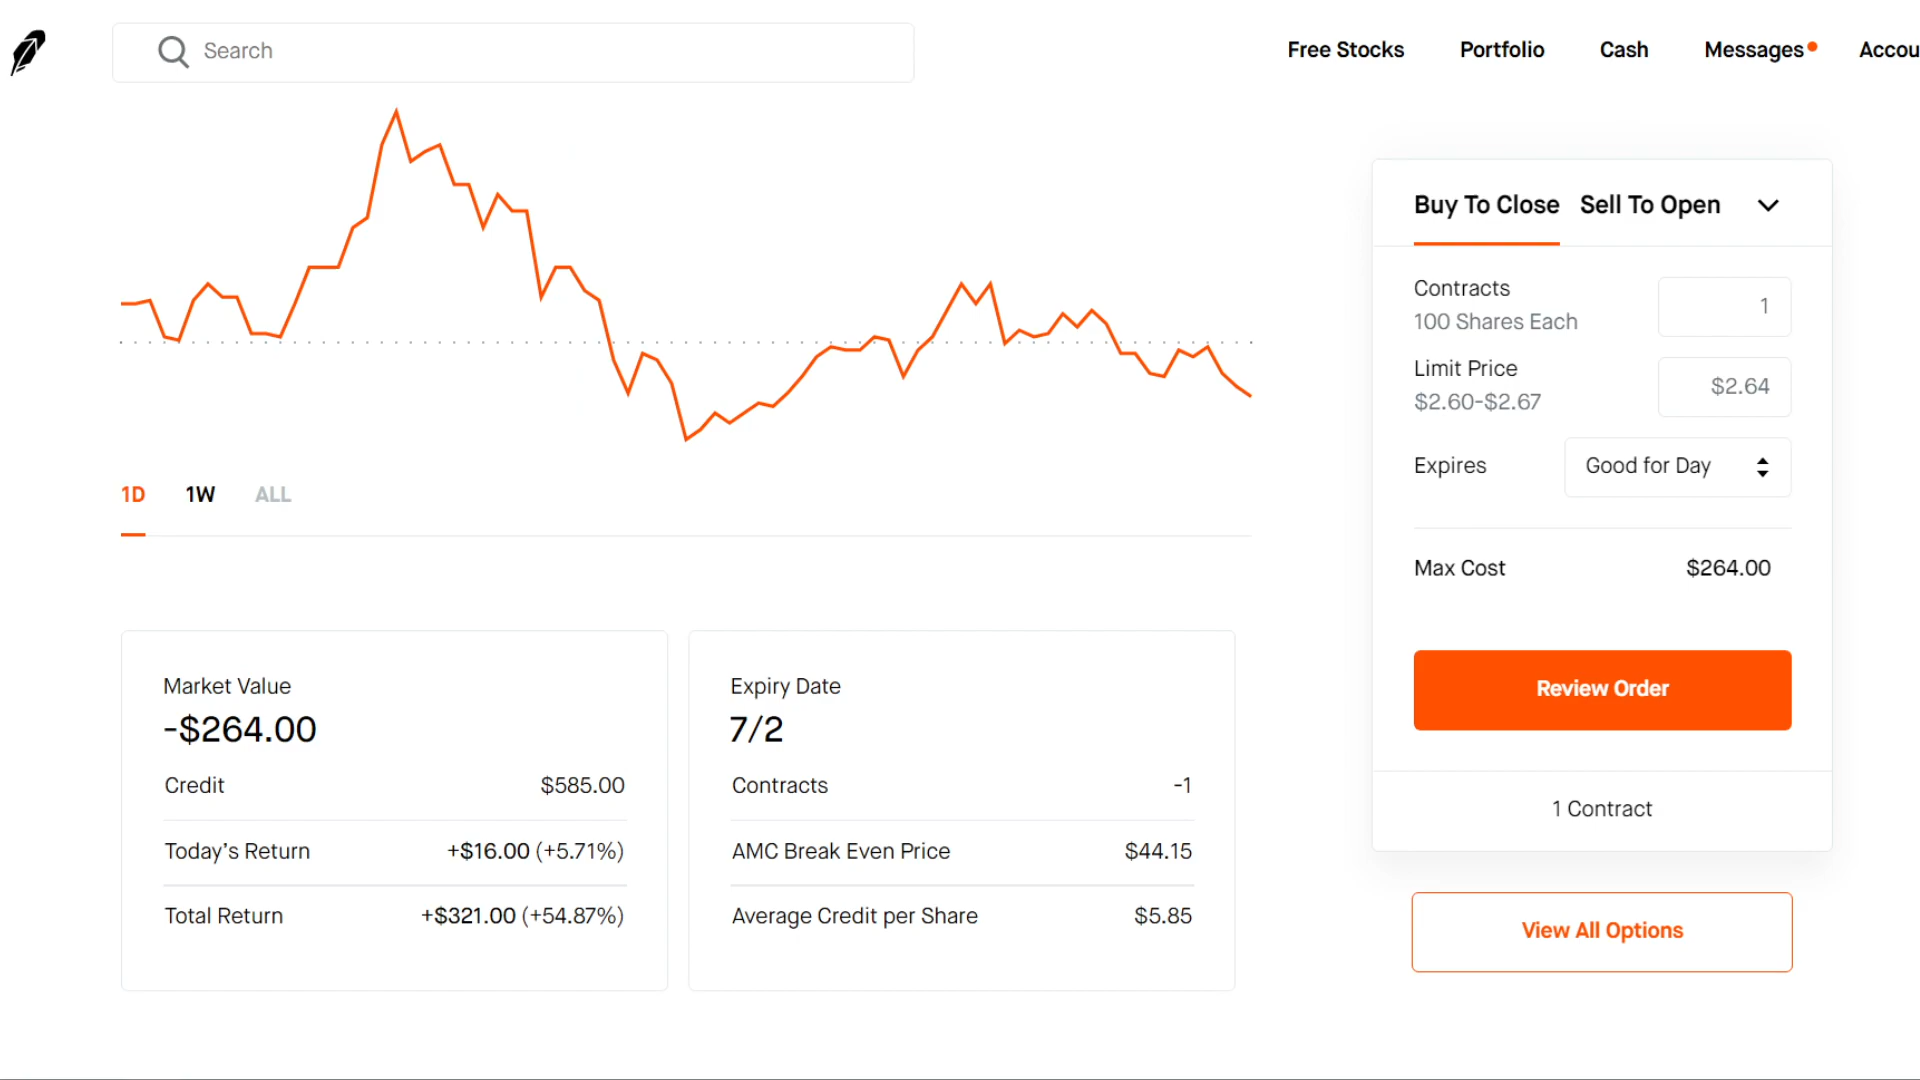 Search
Free Stocks Portfolio Cash Messages Accou
Buy To Close Sell To Open
Contracts 1
100 Shares Each
Limit Price $2.64
$2.60-$2.67
Expires Good for Day
Max Cost $264.00
Review Order
1 Contract
View All Options
1D 1W ALL
Market Value
-$264.00
Credit $585.00
Today's Return +$16.00 (+5.71%)
Total Return +$321.00 (+54.87%)
Expiry Date
7/2
Contracts -1
AMC Break Even Price $44.15
Average Credit per Share $5.85